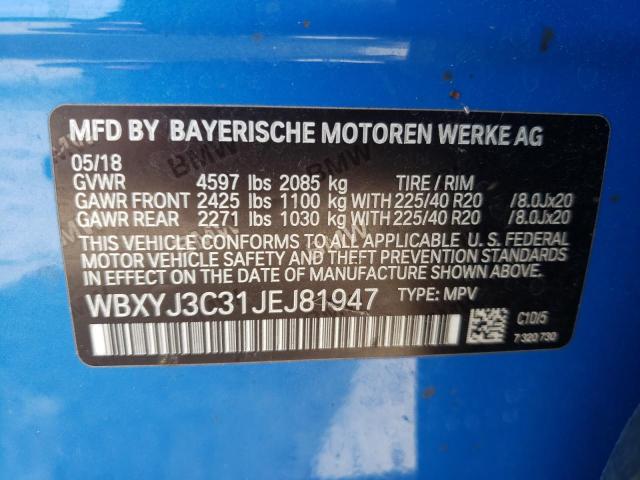 MFD BY BAYERISCHE MOTOREN WERKE AG
05/18
GVWR 4597 lbs 2085 kg TIRE / RIM
GAWR FRONT 2425 lbs 1100 kg WITH 225/40 R20 /8.0Jx20
GAWR REAR 2271 lbs 1030 kg WITH 225/40 R20 /8.0Jx20
THIS VEHICLE CONFORMS TO ALL APPLICABLE U. S. FEDERAL
MOTOR VEHICLE SAFETY AND THEFT PREVENTION STANDARDS
IN EFFECT ON THE DATE OF MANUFACTURE SHOWN ABOVE.
WBXYJ3C31JEJ81947 TYPE: MPV
C10/5
7 320 730